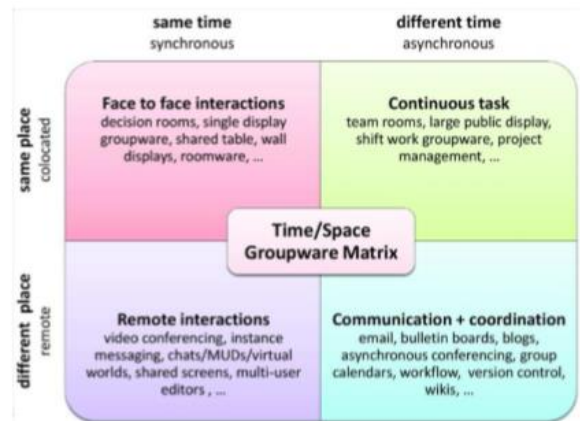 same time
synchronous
different time
asynchronous
same place
colocated
Face to face interactions
decision rooms, single display
groupware, shared table, wall
displays, roomware, ...
Continuous task
team rooms, large public display,
shift work groupware, project
management, ...
Time/Space
Groupware Matrix
different place
remote
Remote interactions
video conferencing, instance
messaging, chats/MUDs/virtual
worlds, shared screens, multi-user
editors , ...
Communication + coordination
email, bulletin boards, blogs,
asynchronous conferencing, group
calendars, workflow, version control,
wikis, ...